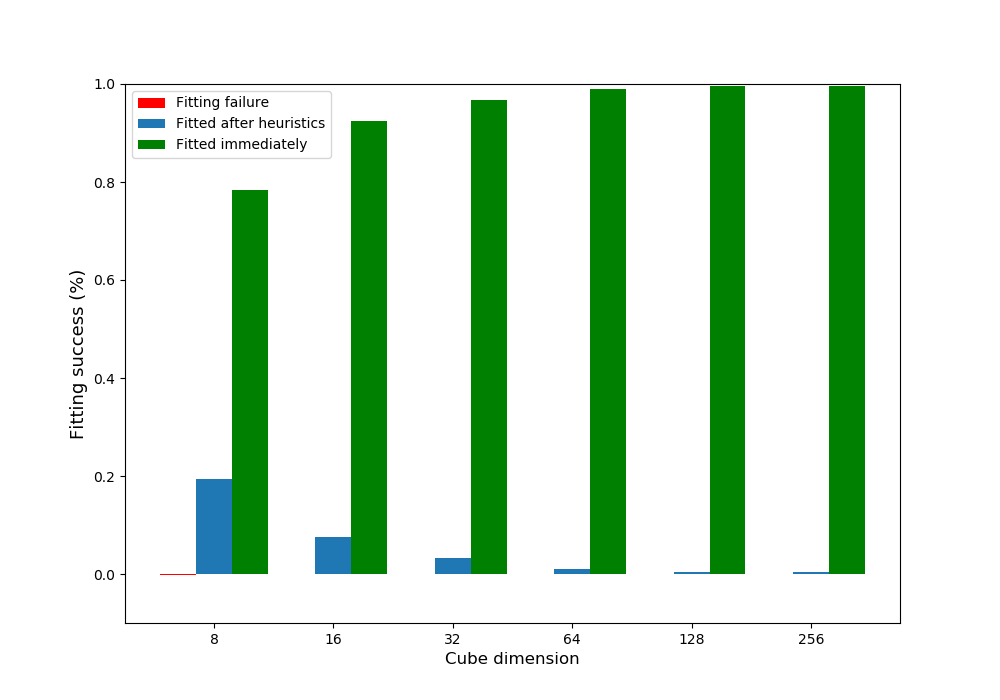 1.0
0.8
0.6
0.4
0.2
0.0
Fitting success (%)
Fitting failure
Fitted after heuristics
Fitted immediately
8 16 32 64 128 256
Cube dimension